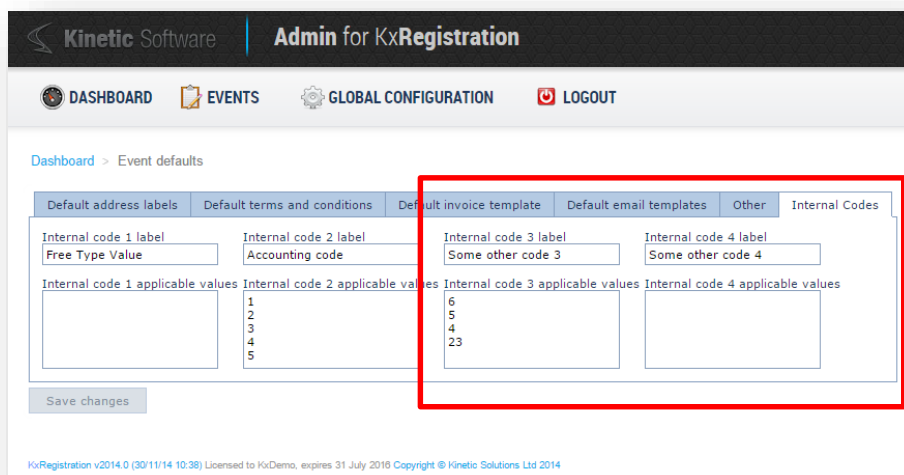 Kinetic Software Admin for KxRegistration
DASHBOARD EVENTS GLOBAL CONFIGURATION LOGOUT
Dashboard > Event defaults
Default address labels Default terms and conditions Default invoice template Default email templates Other Internal Codes
Internal code 1 label Internal code 2 label Internal code 3 label Internal code 4 label
Free Type Value Accounting code Some other code 3 Some other code 4
Internal code 1 applicable values Internal code 2 applicable values Internal code 3 applicable values Internal code 4 applicable values
1 6
2 5
3 4
4 23
5
Save changes
KxRegistration v2014.0 (30/11/14 10:38) Licensed to KxDemo, expires 31 July 2016 Copyright © Kinetic Solutions Ltd 2014